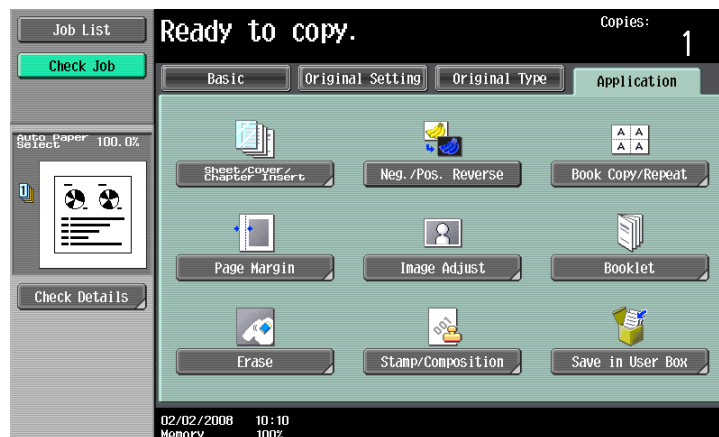 Job List
Ready to copy.
Copies:
1
Check Job
Basic
Original Setting
Original Type
Application
Auto Paper
Select
100.0%
Sheet/Cover/
Chapter Insert
Neg./Pos. Reverse
A A
A A
Book Copy/Repeat
Page Margin
Image Adjust
Booklet
Check Details
001
Erase
Stamp/Composition
Save in User Box
02/02/2008 10:10
Memory 100%